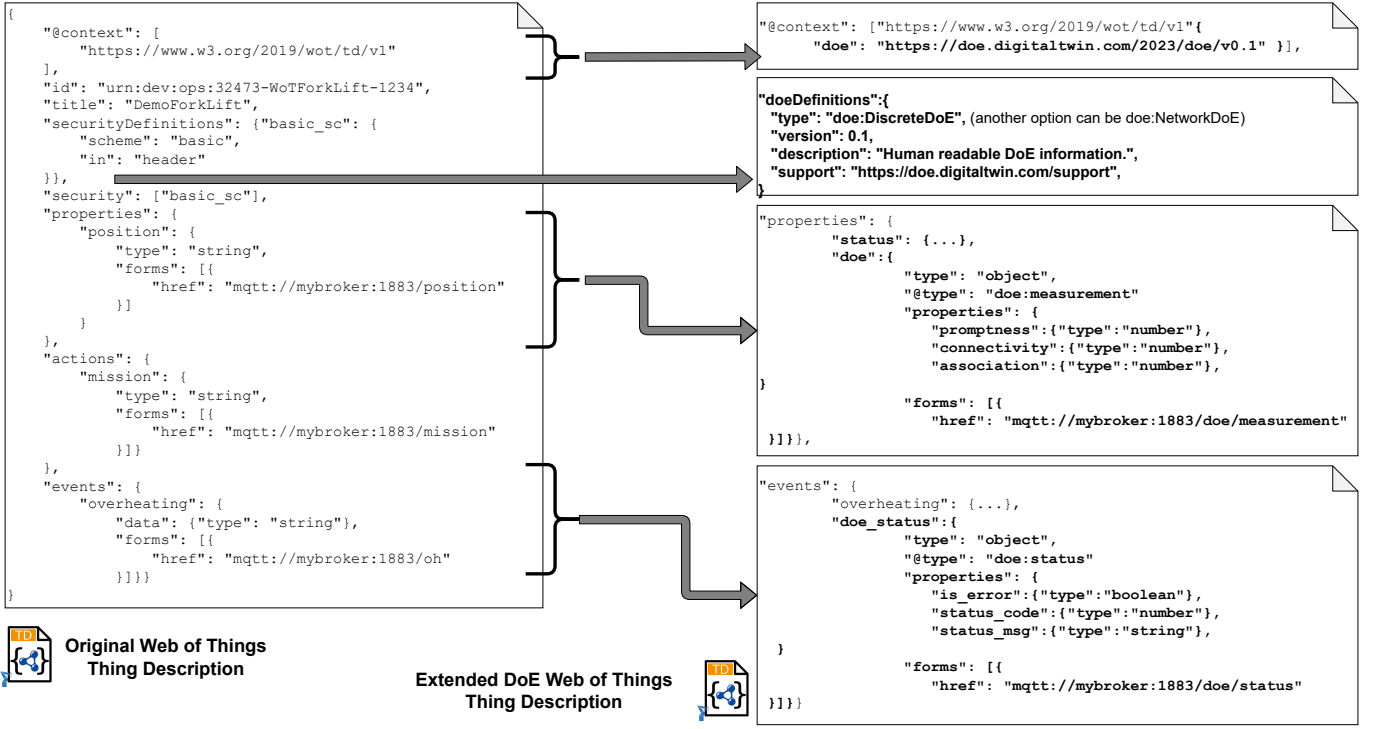 {
"@context": [
"https://www.w3.org/2019/wot/td/v1"
],
"id": "urn:dev:ops:32473-WoTForkLift-1234",
"title": "DemoForkLift",
"securityDefinitions": {"basic_sc": {
"scheme": "basic",
"in": "header"
}},
"security": ["basic_sc"],
"properties": {
"position": {
"type": "string",
"forms": [{
"href": "mqtt://mybroker:1883/position"
}]
}
},
"actions": {
"mission": {
"type": "string",
"forms": [{
"href": "mqtt://mybroker:1883/mission"
}]}
},
"events": {
"overheating": {
"data": {"type": "string"},
"forms": [{
"href": "mqtt://mybroker:1883/oh"
}]}}
}
TD
Original Web of Things
Thing Description
"@context": ["https://www.w3.org/2019/wot/td/v1"{
"doe": "https://doe.digitaltwin.com/2023/doe/v0.1" }],
"doeDefinitions":{
"type": "doe:DiscreteDoE", (another option can be doe:NetworkDoE)
"version": 0.1,
"description": "Human readable DoE information.",
"support": "https://doe.digitaltwin.com/support",
}
"properties": {
"status": {...},
"doe":{
"type": "object",
"@type": "doe:measurement"
"properties": {
"promptness":{"type":"number"},
"connectivity":{"type":"number"},
"association":{"type":"number"},
}
"forms": [{
"href": "mqtt://mybroker:1883/doe/measurement"
}]}},
"events": {
"overheating": {...},
"doe_status":{
"type": "object",
"@type": "doe:status"
"properties": {
"is_error":{"type":"boolean"},
"status_code":{"type":"number"},
"status_msg":{"type":"string"},
}
"forms": [{
"href": "mqtt://mybroker:1883/doe/status"
}]}}
Extended DoE Web of Things
Thing Description
TD